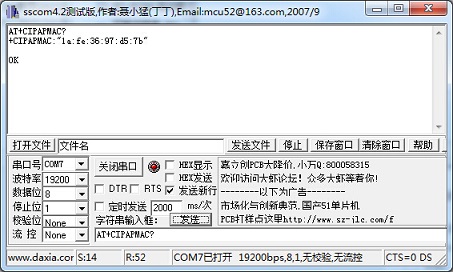 sscom4.2测试版,作者:聂小猛(丁丁),Email:mcu52@163.com,2007/9
AT+CIPAPMAC?
+CIPAPMAC:"1a:fe:36:97:d5:7b"
OK
打开文件 文件名 发送文件 停止 保存窗口 清除窗口 帮助
串口号 COM7 关闭串口 HEX显示
波特率 19200 HEX发送
数据位 8 DTR RTS 发送新行
停止位 1 定时发送 2000 ms/次
校验位 None 字符串输入框: 发送
流 控 None AT+CIPAPMAC?
嘉立创PCB大降价,小万Q:800058315
欢迎访问大虾论坛! 众多大虾等着你!
--------以下为广告--------
市场化与创新典范,国产51单片机
PCB打样点这里http://www.sz-jlc.com/f
www.daxia.cor S:14 R:52 COM7已打开 19200bps,8,1,无校验,无流控 CTS=0 DS